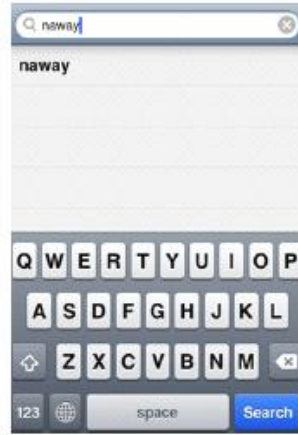 naway
naway
Q W E R T Y U I O P
A S D F G H J K L
Z X C V B N M
123 space Search